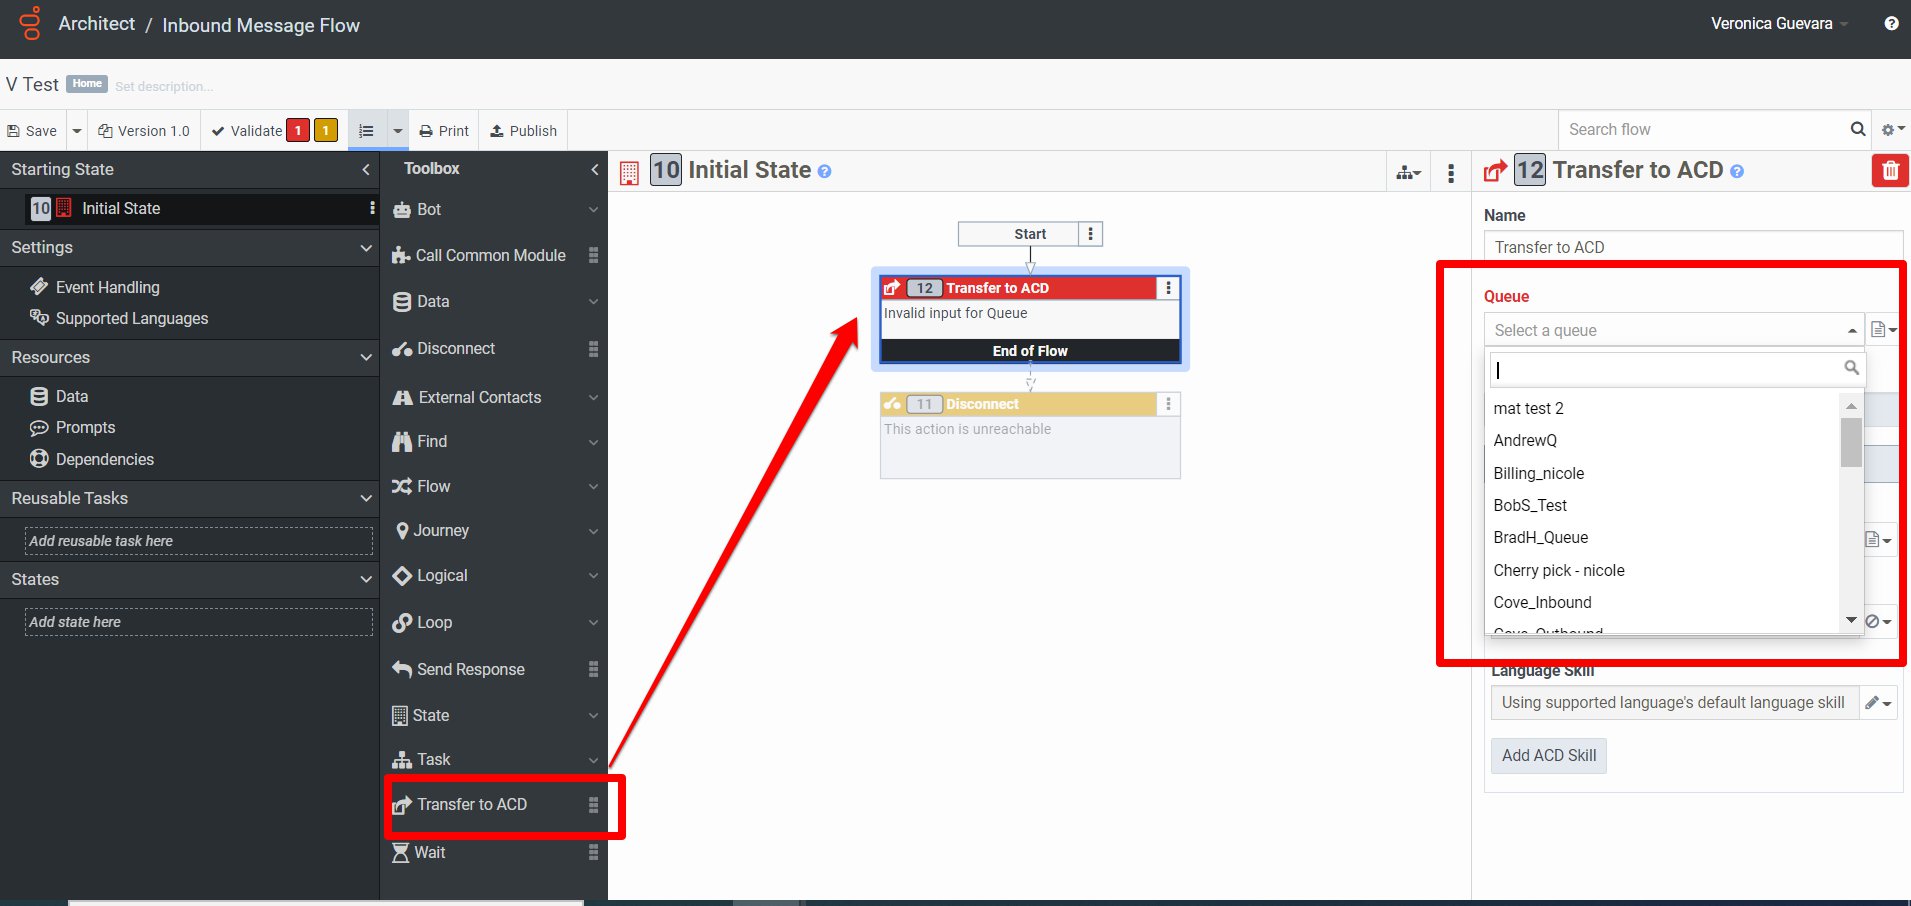 Architect / Inbound Message Flow
Veronica Guevara
V Test Home Set description...
Save Version 1.0 Validate 1 1 Print Publish
Search flow
Starting State
10 Initial State
Settings
Event Handling
Supported Languages
Resources
Data
Prompts
Dependencies
Reusable Tasks
Add reusable task here
States
Add state here
Toolbox
Bot
Call Common Module
Data
Disconnect
External Contacts
Find
Flow
Journey
Logical
Loop
Send Response
State
Task
Transfer to ACD
Wait
10 Initial State
Start
12 Transfer to ACD
Invalid input for Queue
End of Flow
11 Disconnect
This action is unreachable
12 Transfer to ACD
Name
Transfer to ACD
Queue
Select a queue
mat test 2
AndrewQ
Billing_nicole
BobS_Test
BradH_Queue
Cherry pick - nicole
Cove_Inbound
Cove_Outbound
Language Skill
Using supported language's default language skill
Add ACD Skill